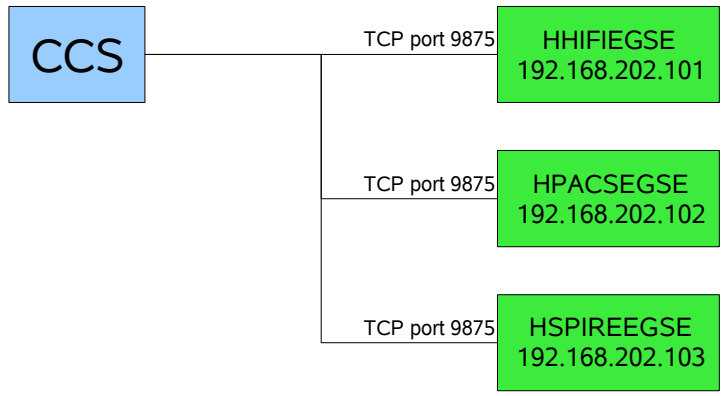 CCS
TCP port 9875
HHIFIEGSE
192.168.202.101
TCP port 9875
HPACSEGSE
192.168.202.102
TCP port 9875
HSPIREEGSE
192.168.202.103